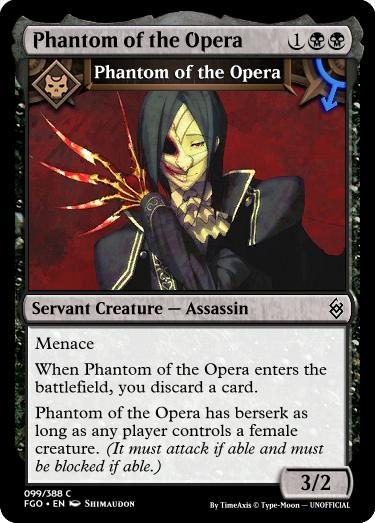 Phantom of the Opera 1
Phantom of the Opera
Servant Creature — Assassin
Menace
When Phantom of the Opera enters the
battlefield, you discard a card.
Phantom of the Opera has berserk as
long as any player controls a female
creature. (It must attack if able and must
be blocked if able.)
3/2
099/388 C
FGO • EN Shimaudon
By TimeAxis © Type-Moon — UNOFFICIAL